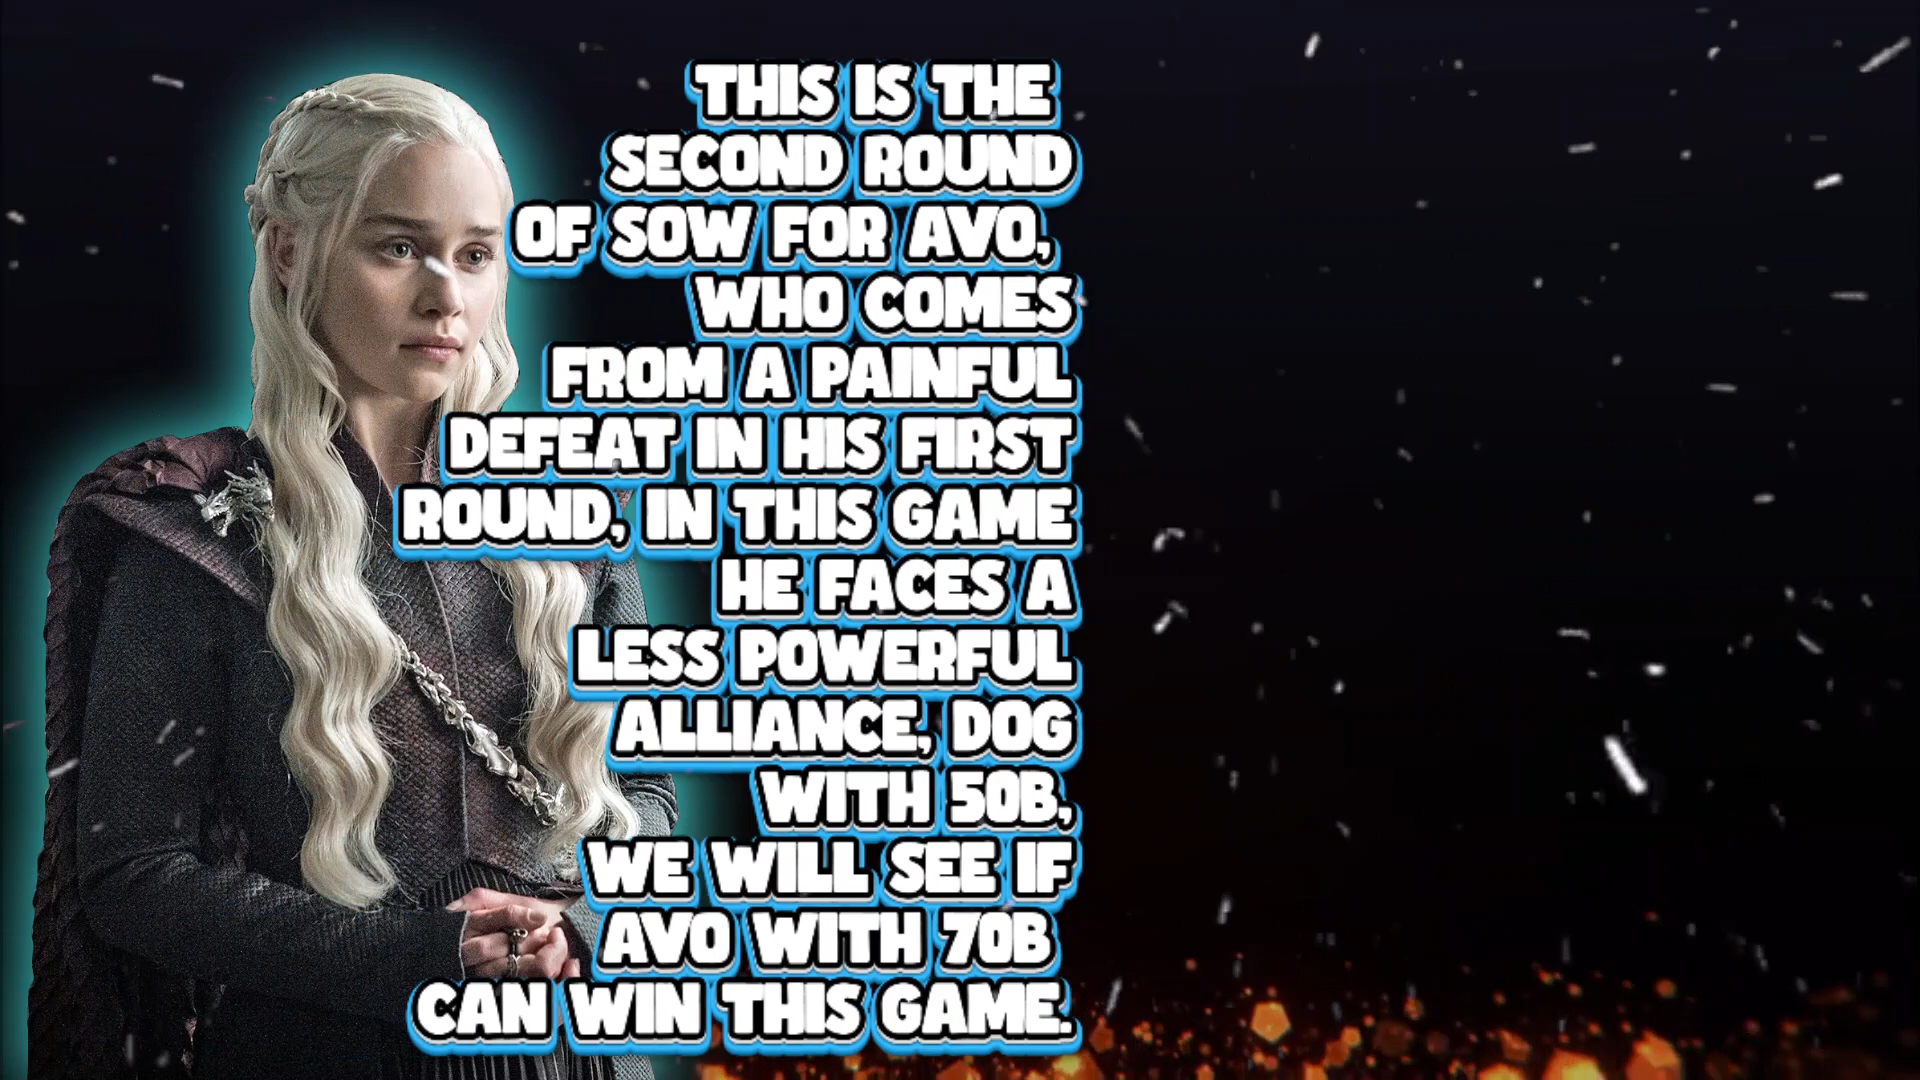 THIS IS THE
SECOND ROUND
OF SOW FOR AVO,
WHO COMES
FROM A PAINFUL
DEFEAT IN HIS FIRST
ROUND, IN THIS GAME
HE FACES A
LESS POWERFUL
ALLIANCE, DOG
WITH 50B,
WE WILL SEE IF
AVO WITH 70B
CAN WIN THIS GAME.